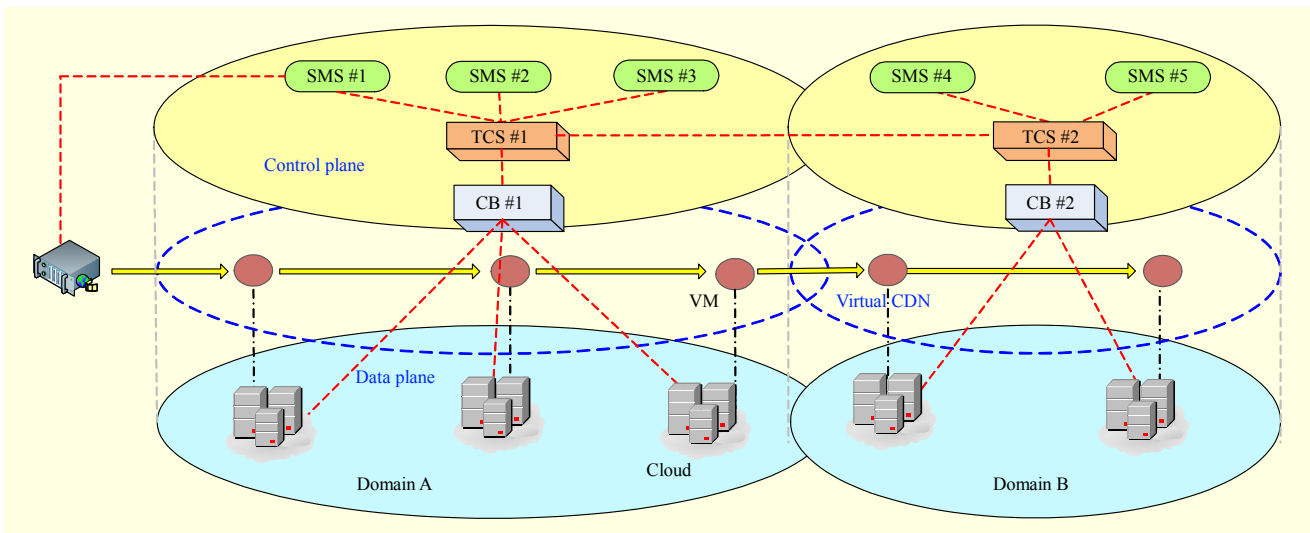 SMS #1
SMS #2
SMS #3
SMS #4
SMS #5
TCS #1
TCS #2
Control plane
CB #1
CB #2
VM
Virtual CDN
Data plane
Cloud
Domain A
Domain B